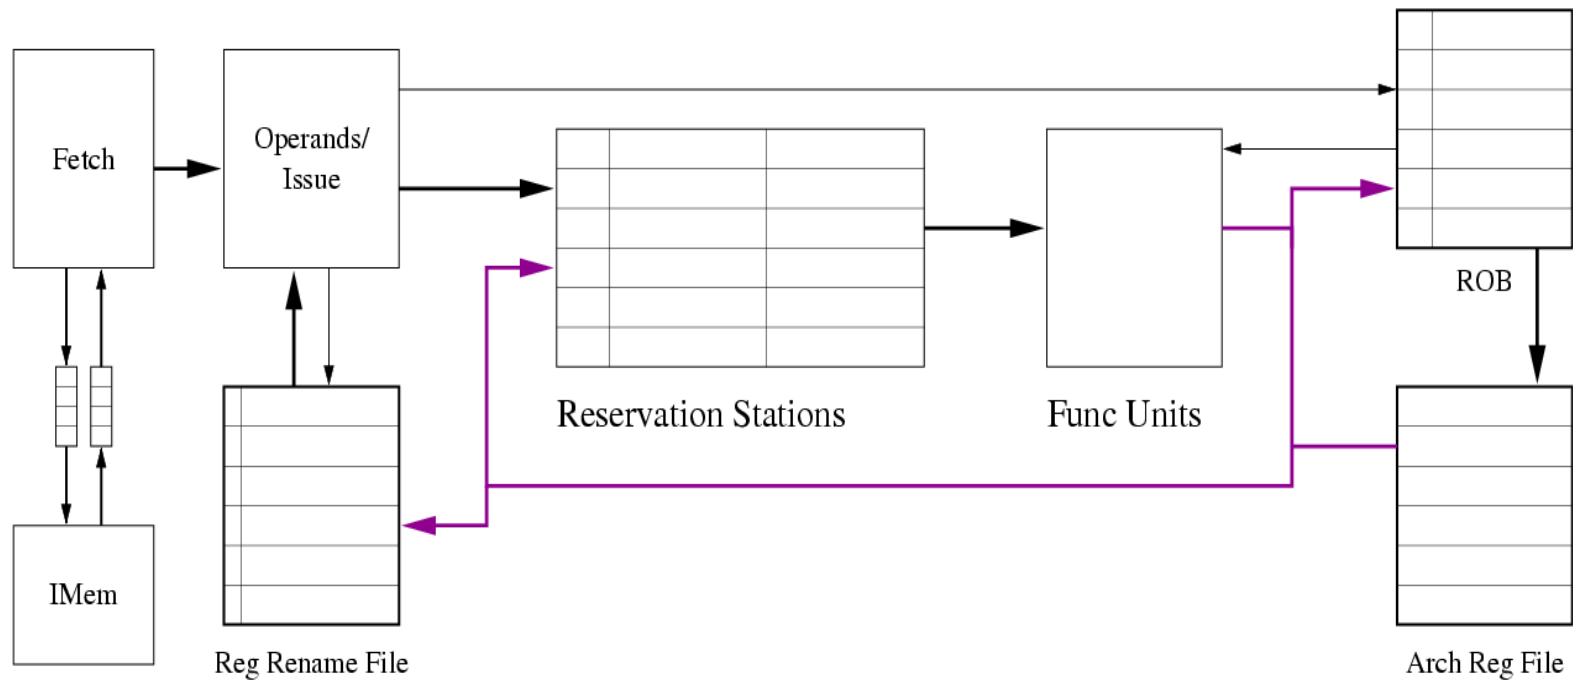 Fetch
Operands/
Issue
ROB
Reservation Stations
Func Units
IMem
Reg Rename File
Arch Reg File